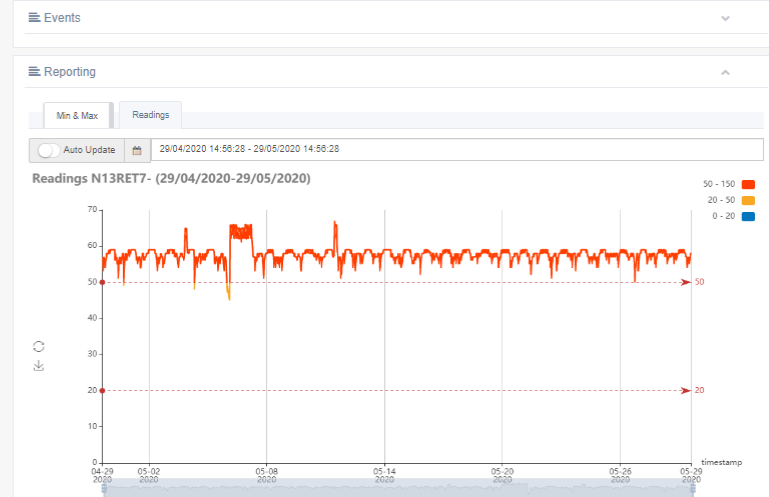 Events
Reporting
Min & Max Readings
Auto Update 29/04/2020 14:56:28 - 29/05/2020 14:56:28
Readings N13RET7- (29/04/2020-29/05/2020)
50 - 150
20 - 50
0 - 20
70
60
50 50
40
30
20 20
10
0 timestamp
04-29 05-02 05-08 05-14 05-20 05-26 05-29
2020 2020 2020 2020 2020 2020 2020